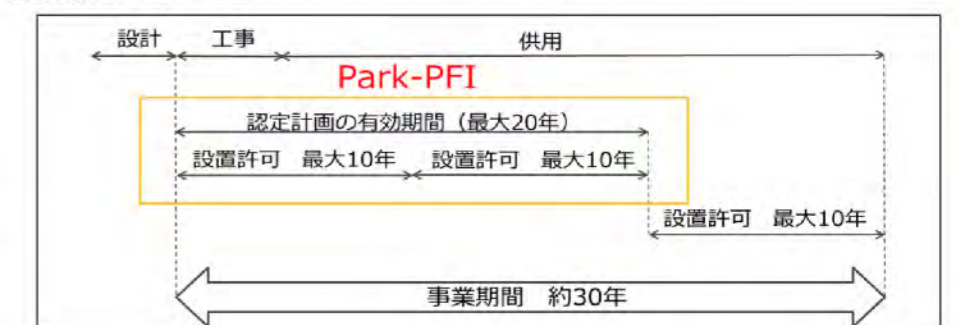 設計 工事 供用
Park-PFI
認定計画の有効期間（最大20年）
設置許可 最大10年 設置許可 最大10年
設置許可 最大10年
事業期間 約30年